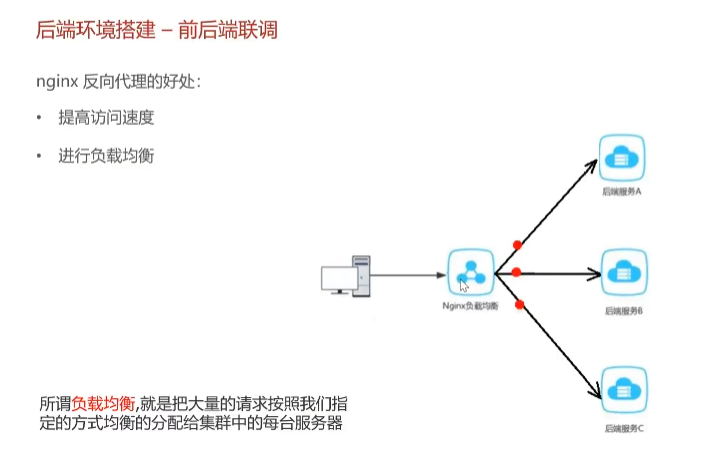 后端环境搭建 – 前后端联调
nginx 反向代理的好处：
• 提高访问速度
• 进行负载均衡
后端服务A
Nginx负载均衡
后端服务B
后端服务C
所谓负载均衡,就是把大量的请求按照我们指
定的方式均衡的分配给集群中的每台服务器